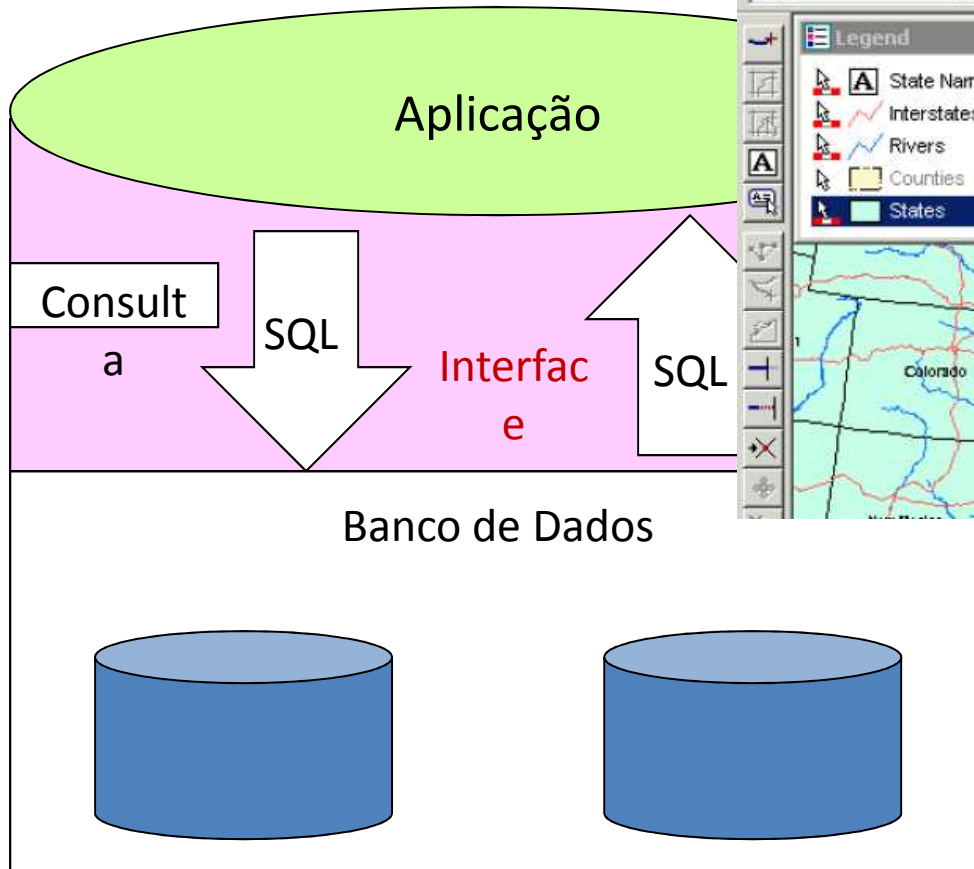 Aplicação
Legend
A State Nam
Interstates
Rivers
Counties
States
Consult
a
SQL
Interfac
e
SQL
Colorado
Banco de Dados